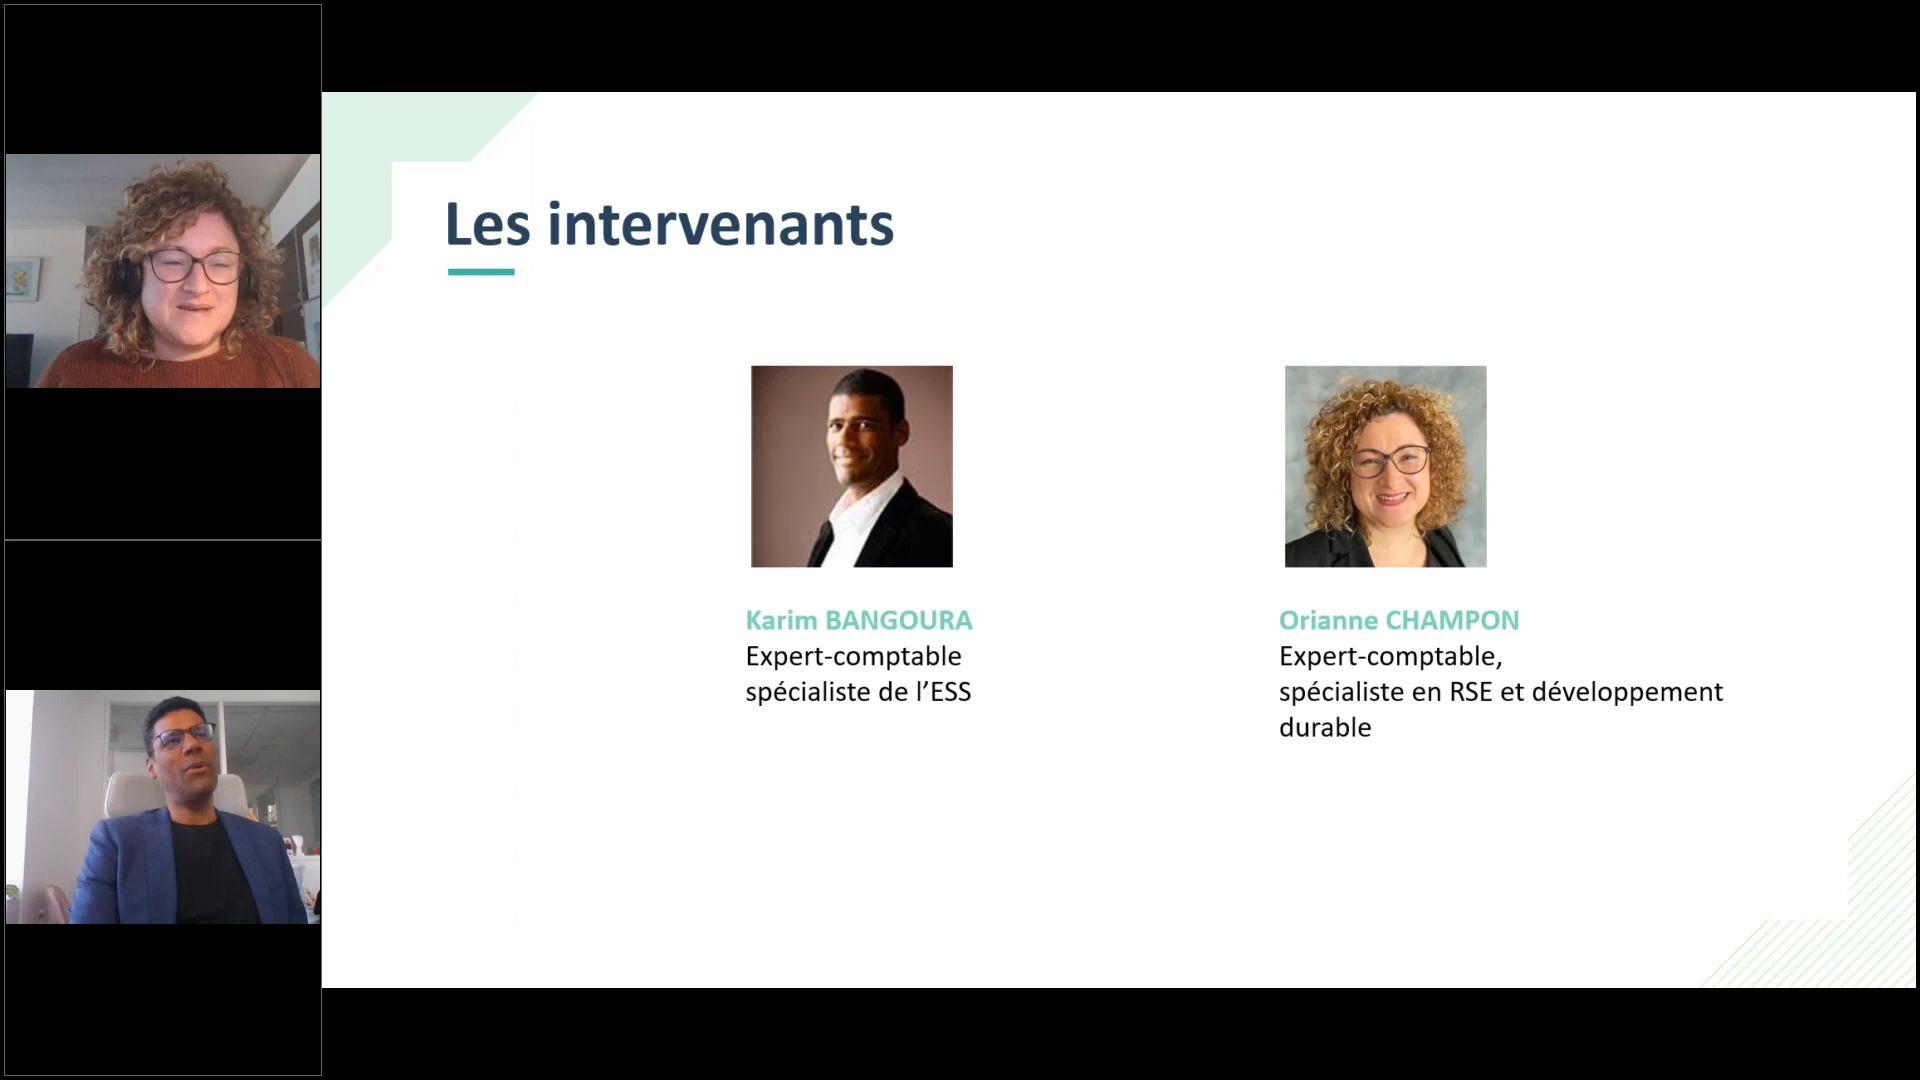 Les intervenants
Karim BANGOURA
Expert-comptable
spécialiste de l’ESS
Orianne CHAMPON
Expert-comptable,
spécialiste en RSE et développement
durable